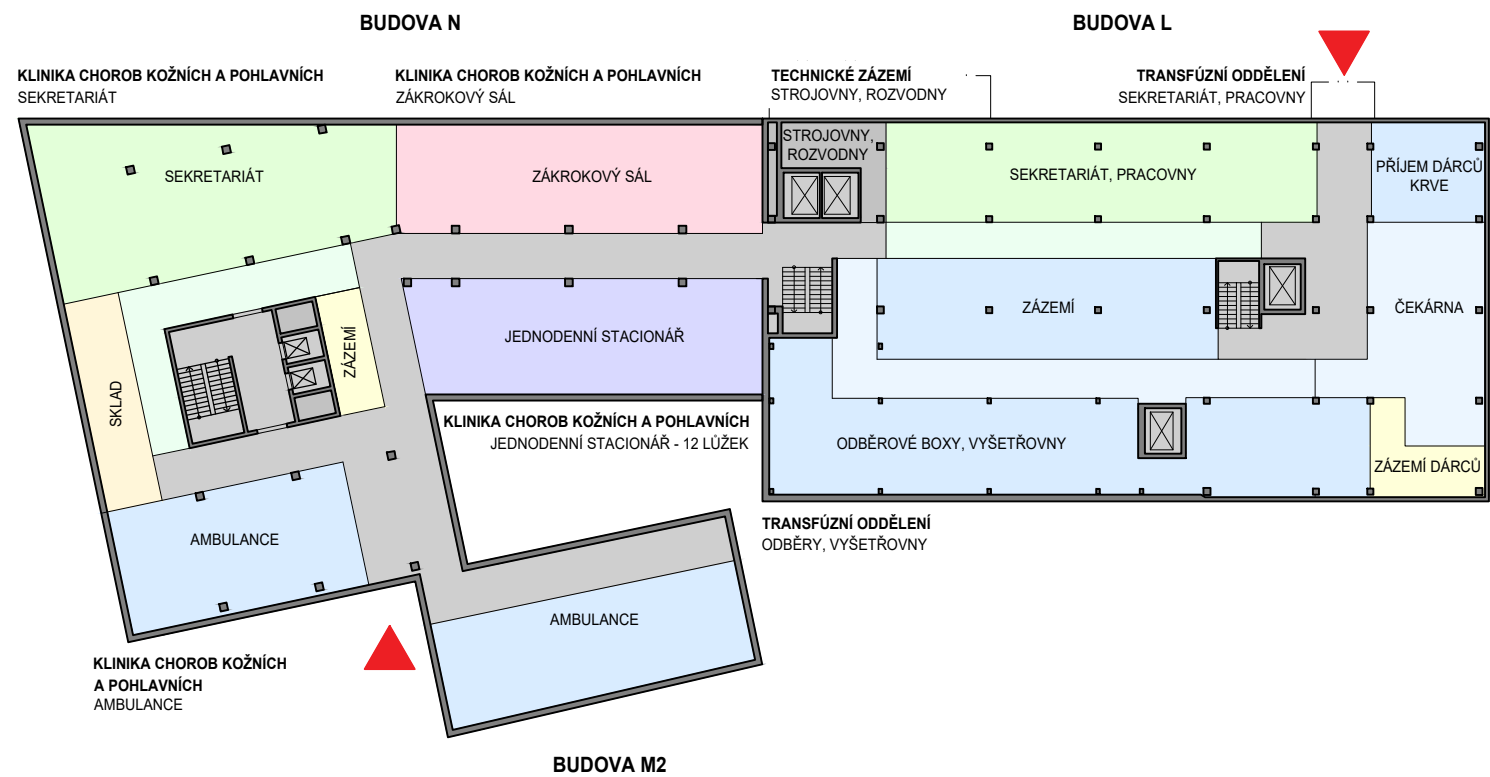 BUDOVA N
BUDOVA L
KLINIKA CHOROB KOŽNÍCH A POHLAVNÍCH
SEKRETARIÁT
KLINIKA CHOROB KOŽNÍCH A POHLAVNÍCH
ZÁKROKOVÝ SÁL
TECHNICKÉ ZÁZEMÍ
STROJOVNY, ROZVODNY
TRANSFÚZNÍ ODDĚLENÍ
SEKRETARIÁT, PRACOVNY
SEKRETARIÁT
ZÁKROKOVÝ SÁL
STROJOVNY,
ROZVODNY
SEKRETARIÁT, PRACOVNY
PŘÍJEM DÁRCŮ
KRVE
ZÁZEMÍ
ČEKÁRNA
JEDNODENNÍ STACIONÁŘ
ZÁZEMÍ
SKLAD
KLINIKA CHOROB KOŽNÍCH A POHLAVNÍCH
JEDNODENNÍ STACIONÁŘ - 12 LŮŽEK
ODBĚROVÉ BOXY, VYŠETŘOVNY
ZÁZEMÍ DÁRCŮ
TRANSFÚZNÍ ODDĚLENÍ
ODBĚRY, VYŠETŘOVNY
AMBULANCE
AMBULANCE
KLINIKA CHOROB KOŽNÍCH
A POHLAVNÍCH
AMBULANCE
BUDOVA M2